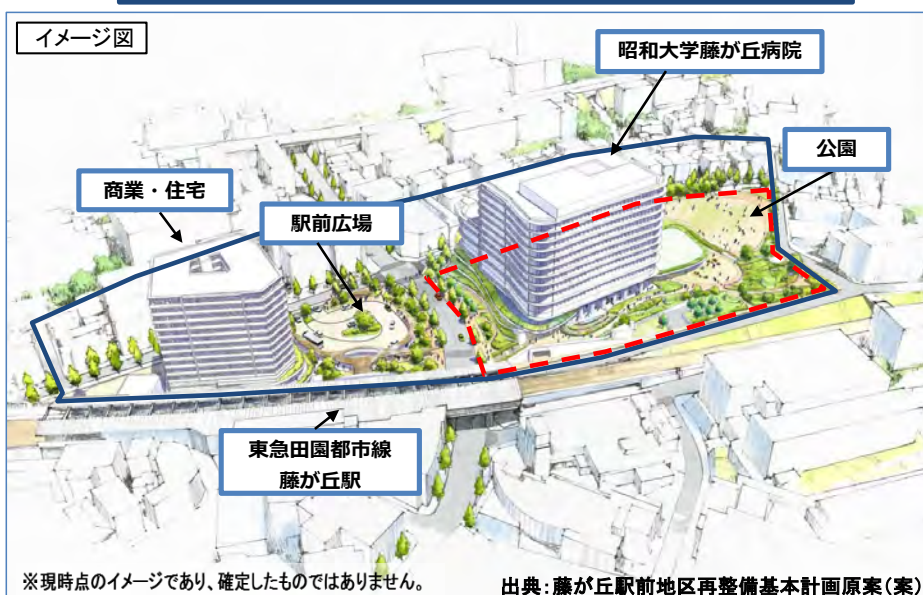 イメージ図
昭和大学藤が丘病院
公園
商業・住宅
駅前広場
東急田園都市線
藤が丘駅
※現時点のイメージであり、確定したものではありません。
出典：藤が丘駅前地区再整備基本計画原案（案）